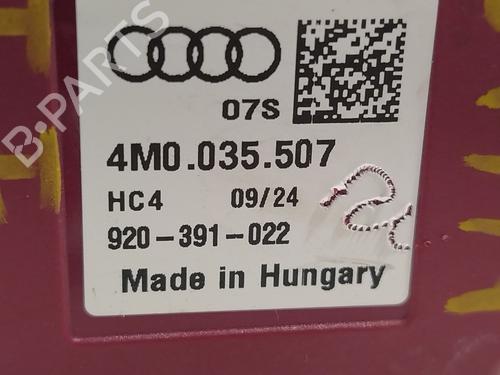 B-PARTS
07S
4M0.035.507
HC4 09/24
920-391-022
Made in Hungary